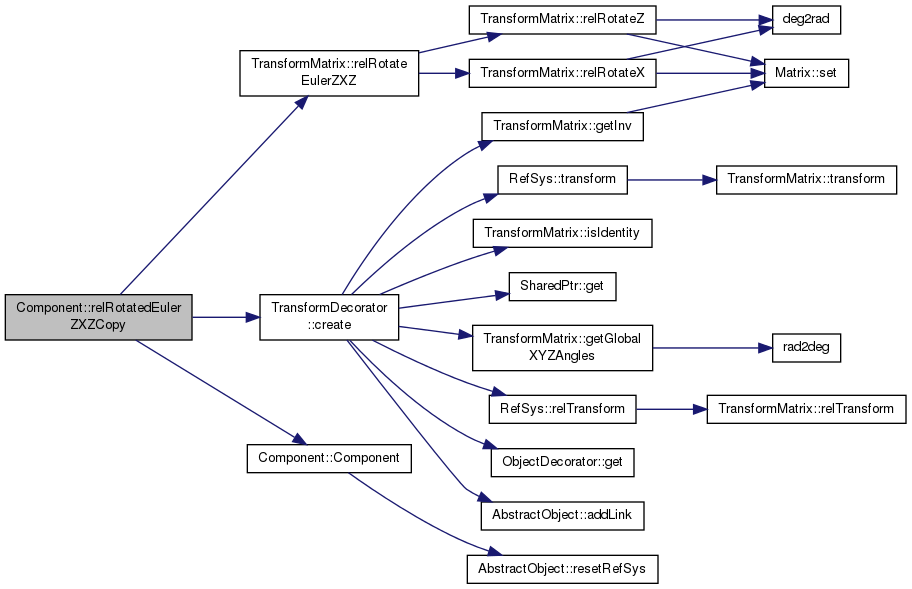 TransformMatrix::relRotateZ
deg2rad
TransformMatrix::relRotate
EulerZXZ
TransformMatrix::relRotateX
Matrix::set
TransformMatrix::getInv
RefSys::transform
TransformMatrix::transform
TransformMatrix::isIdentity
SharedPtr::get
Component::relRotatedEuler
ZXZCopy
TransformDecorator
::create
TransformMatrix::getGlobal
XYZAngles
rad2deg
RefSys::relTransform
TransformMatrix::relTransform
Component::Component
ObjectDecorator::get
AbstractObject::addLink
AbstractObject::resetRefSys